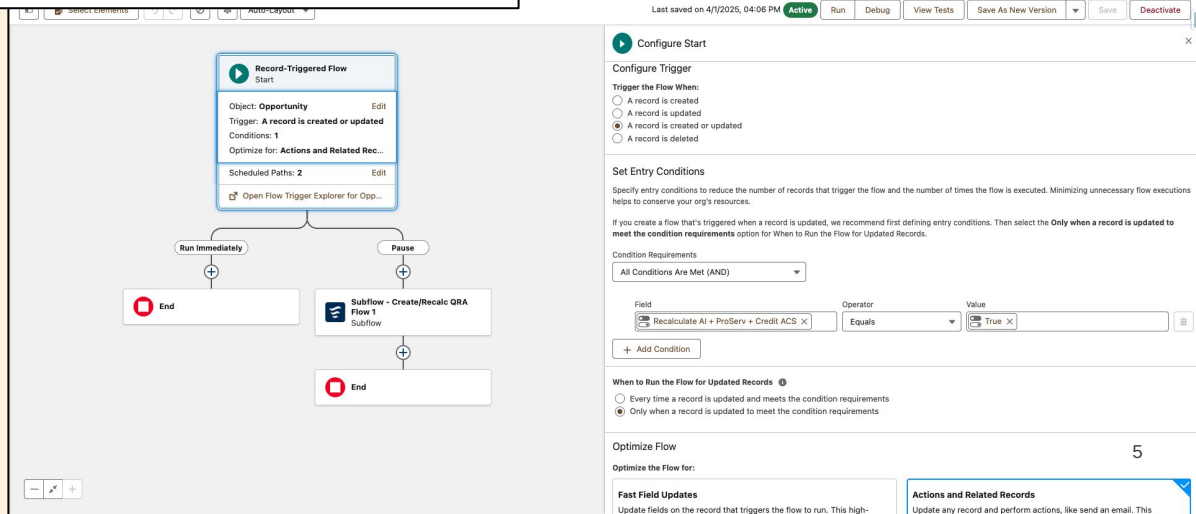 Select Elements
Auto-Layout
Last saved on 4/1/2025, 04:06 PM Active Run Debug View Tests Save As New Version Save Deactivate
Record-Triggered Flow
Start
Object: Opportunity Edit
Trigger: A record is created or updated
Conditions: 1
Optimize for: Actions and Related Rec...
Scheduled Paths: 2 Edit
Open Flow Trigger Explorer for Opp...
Run Immediately
Pause
End
Subflow - Create/Recalc QRA
Flow 1
Subflow
End
Configure Start
Configure Trigger
Trigger the Flow When:
A record is created
A record is updated
A record is created or updated
A record is deleted
Set Entry Conditions
Specify entry conditions to reduce the number of records that trigger the flow and the number of times the flow is executed. Minimizing unnecessary flow executions
helps to conserve your org's resources.
If you create a flow that's triggered when a record is updated, we recommend first defining entry conditions. Then select the Only when a record is updated to
meet the condition requirements option for When to Run the Flow for Updated Records.
Condition Requirements
All Conditions Are Met (AND)
Field Operator Value
Recalculate AI + ProServ + Credit ACS Equals True
+ Add Condition
When to Run the Flow for Updated Records
Every time a record is updated and meets the condition requirements
Only when a record is updated to meet the condition requirements
Optimize Flow
5
Optimize the Flow for:
Fast Field Updates
Update fields on the record that triggers the flow to run. This high-
Actions and Related Records
Update any record and perform actions, like send an email. This